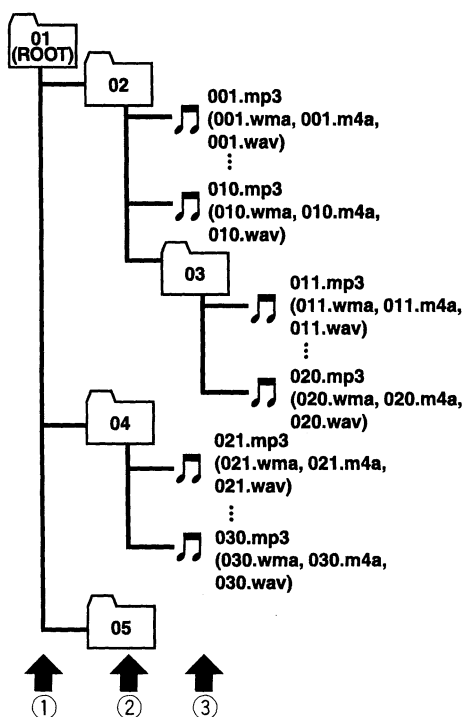 01
(ROOT)
02
001.mp3
(001.wma, 001.m4a,
001.wav)
010.mp3
(010.wma, 010.m4a,
010.wav)
03
011.mp3
(011.wma, 011.m4a,
011.wav)
020.mp3
(020.wma, 020.m4a,
020.wav)
04
021.mp3
(021.wma, 021.m4a,
021.wav)
030.mp3
(030.wma, 030.m4a,
030.wav)
05
① ② ③